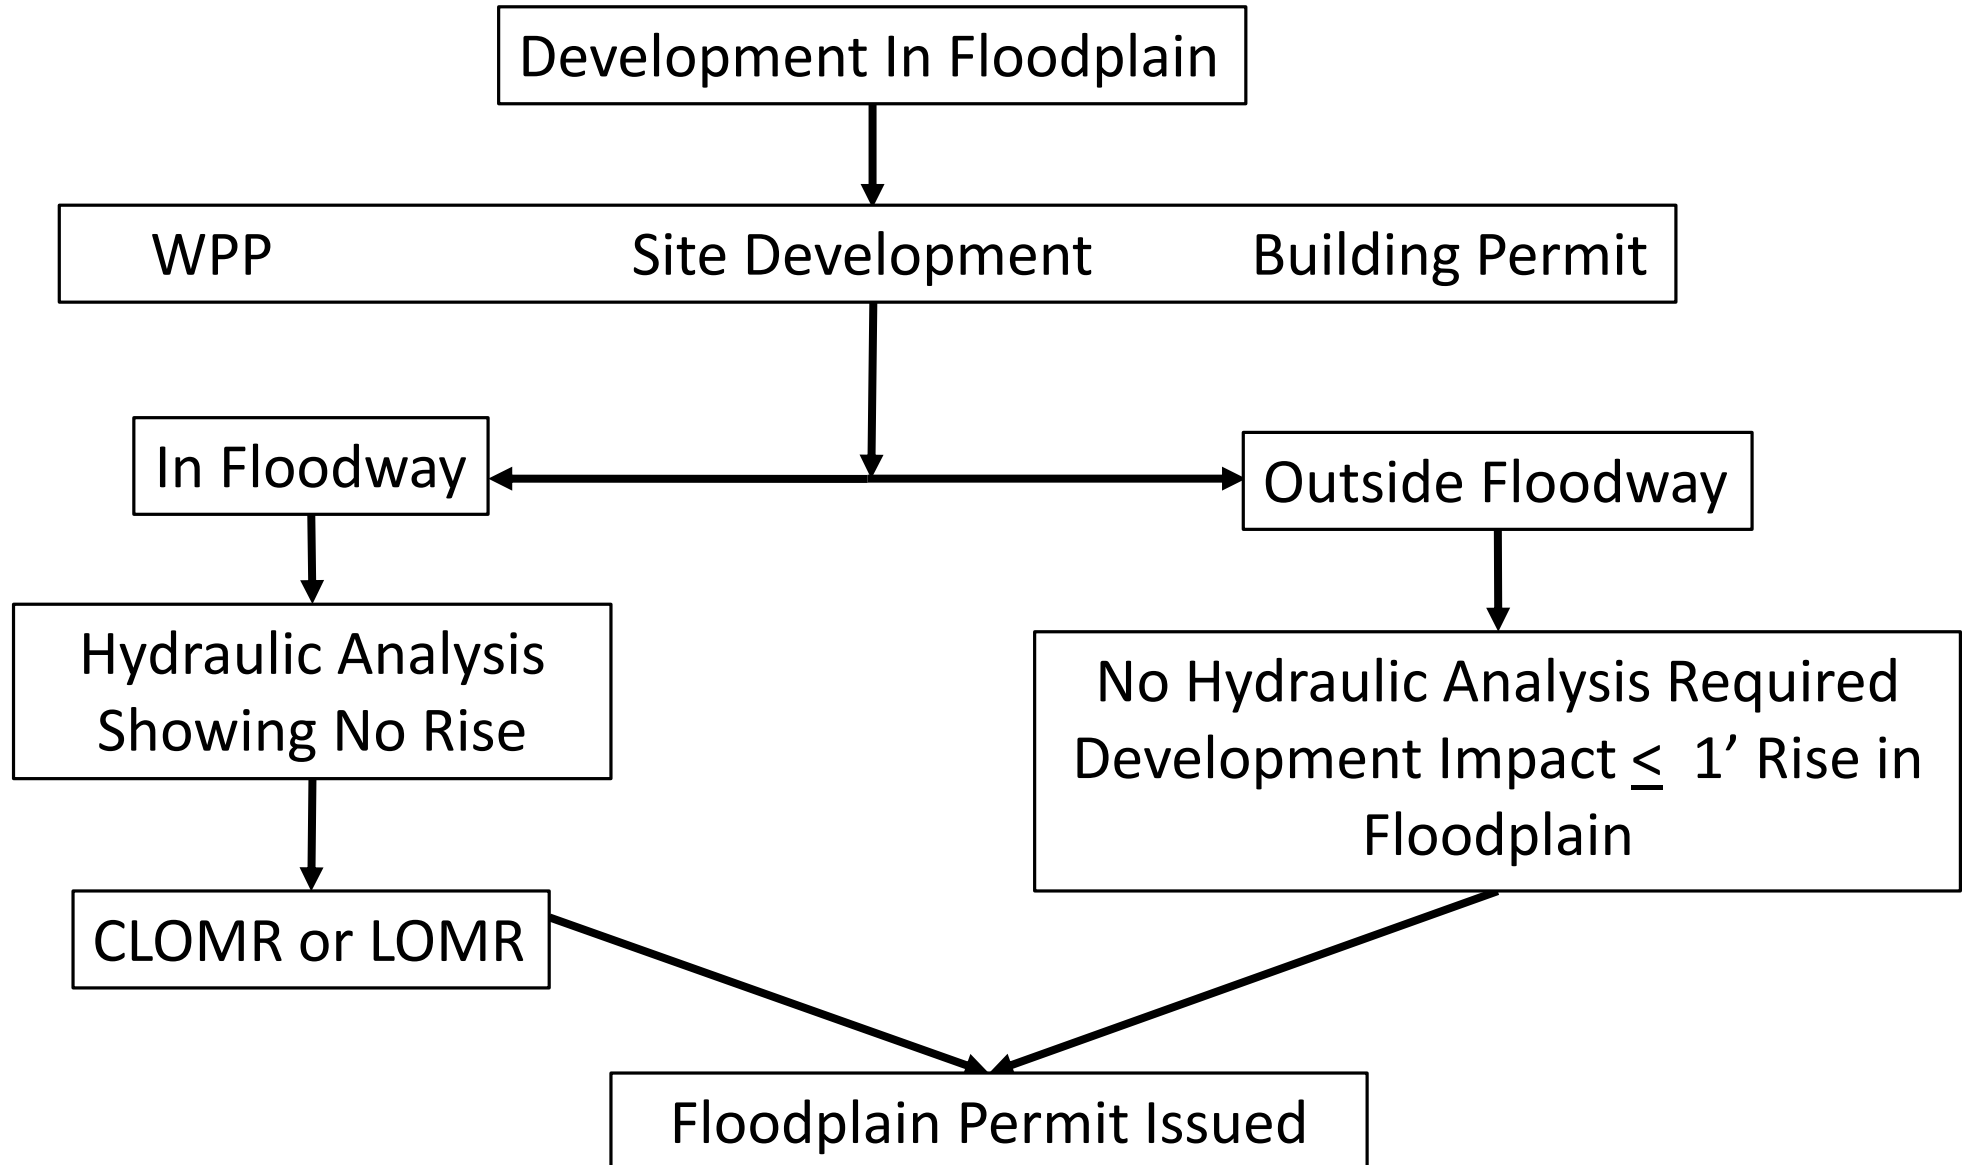 Development In Floodplain
WPP Site Development Building Permit
In Floodway
Outside Floodway
Hydraulic Analysis
Showing No Rise
No Hydraulic Analysis Required
Development Impact ≤ 1’ Rise in
Floodplain
CLOMR or LOMR
Floodplain Permit Issued